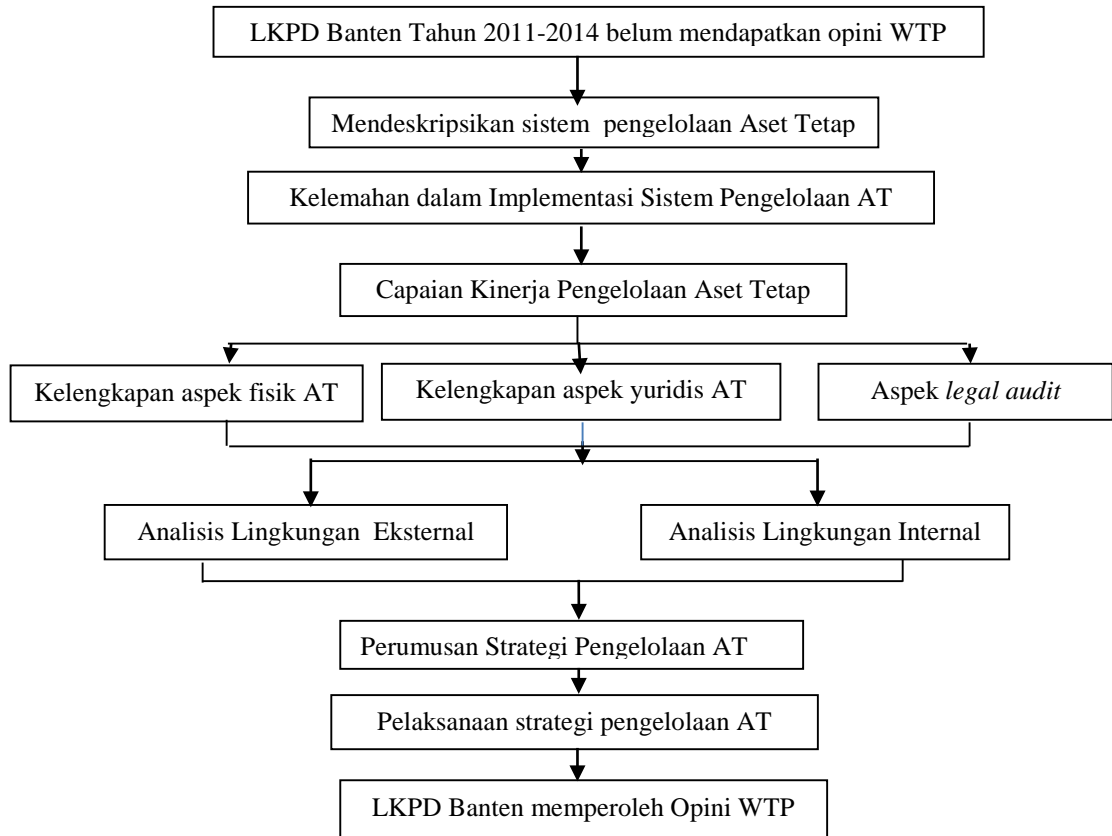 LKPD Banten Tahun 2011-2014 belum mendapatkan opini WTP
Mendeskripsikan sistem pengelolaan Aset Tetap
Kelemahan dalam Implementasi Sistem Pengelolaan AT
Capaian Kinerja Pengelolaan Aset Tetap
Kelengkapan aspek fisik AT
Kelengkapan aspek yuridis AT
Aspek legal audit
Analisis Lingkungan Eksternal
Analisis Lingkungan Internal
Perumusan Strategi Pengelolaan AT
Pelaksanaan strategi pengelolaan AT
LKPD Banten memperoleh Opini WTP